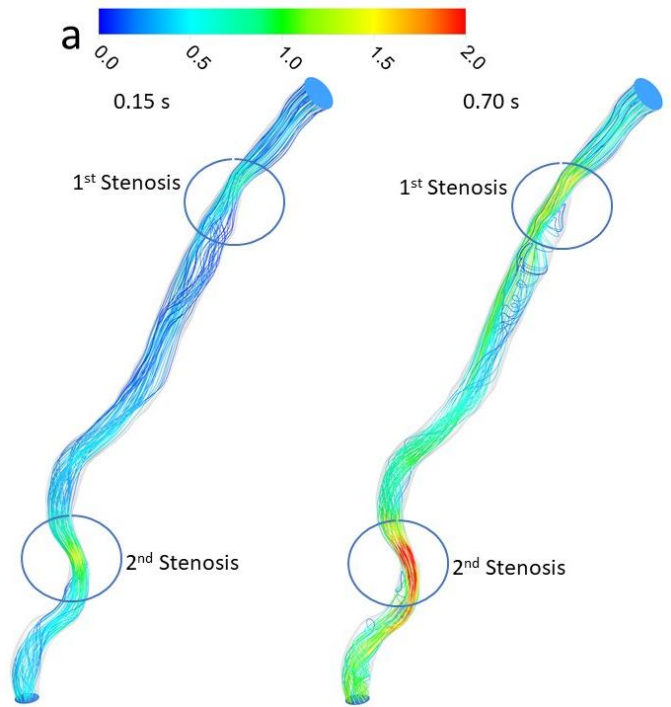 a
0.0 0.5 1.0 1.5 2.0
0.15 s 0.70 s
1st Stenosis 1st Stenosis
2nd Stenosis 2nd Stenosis